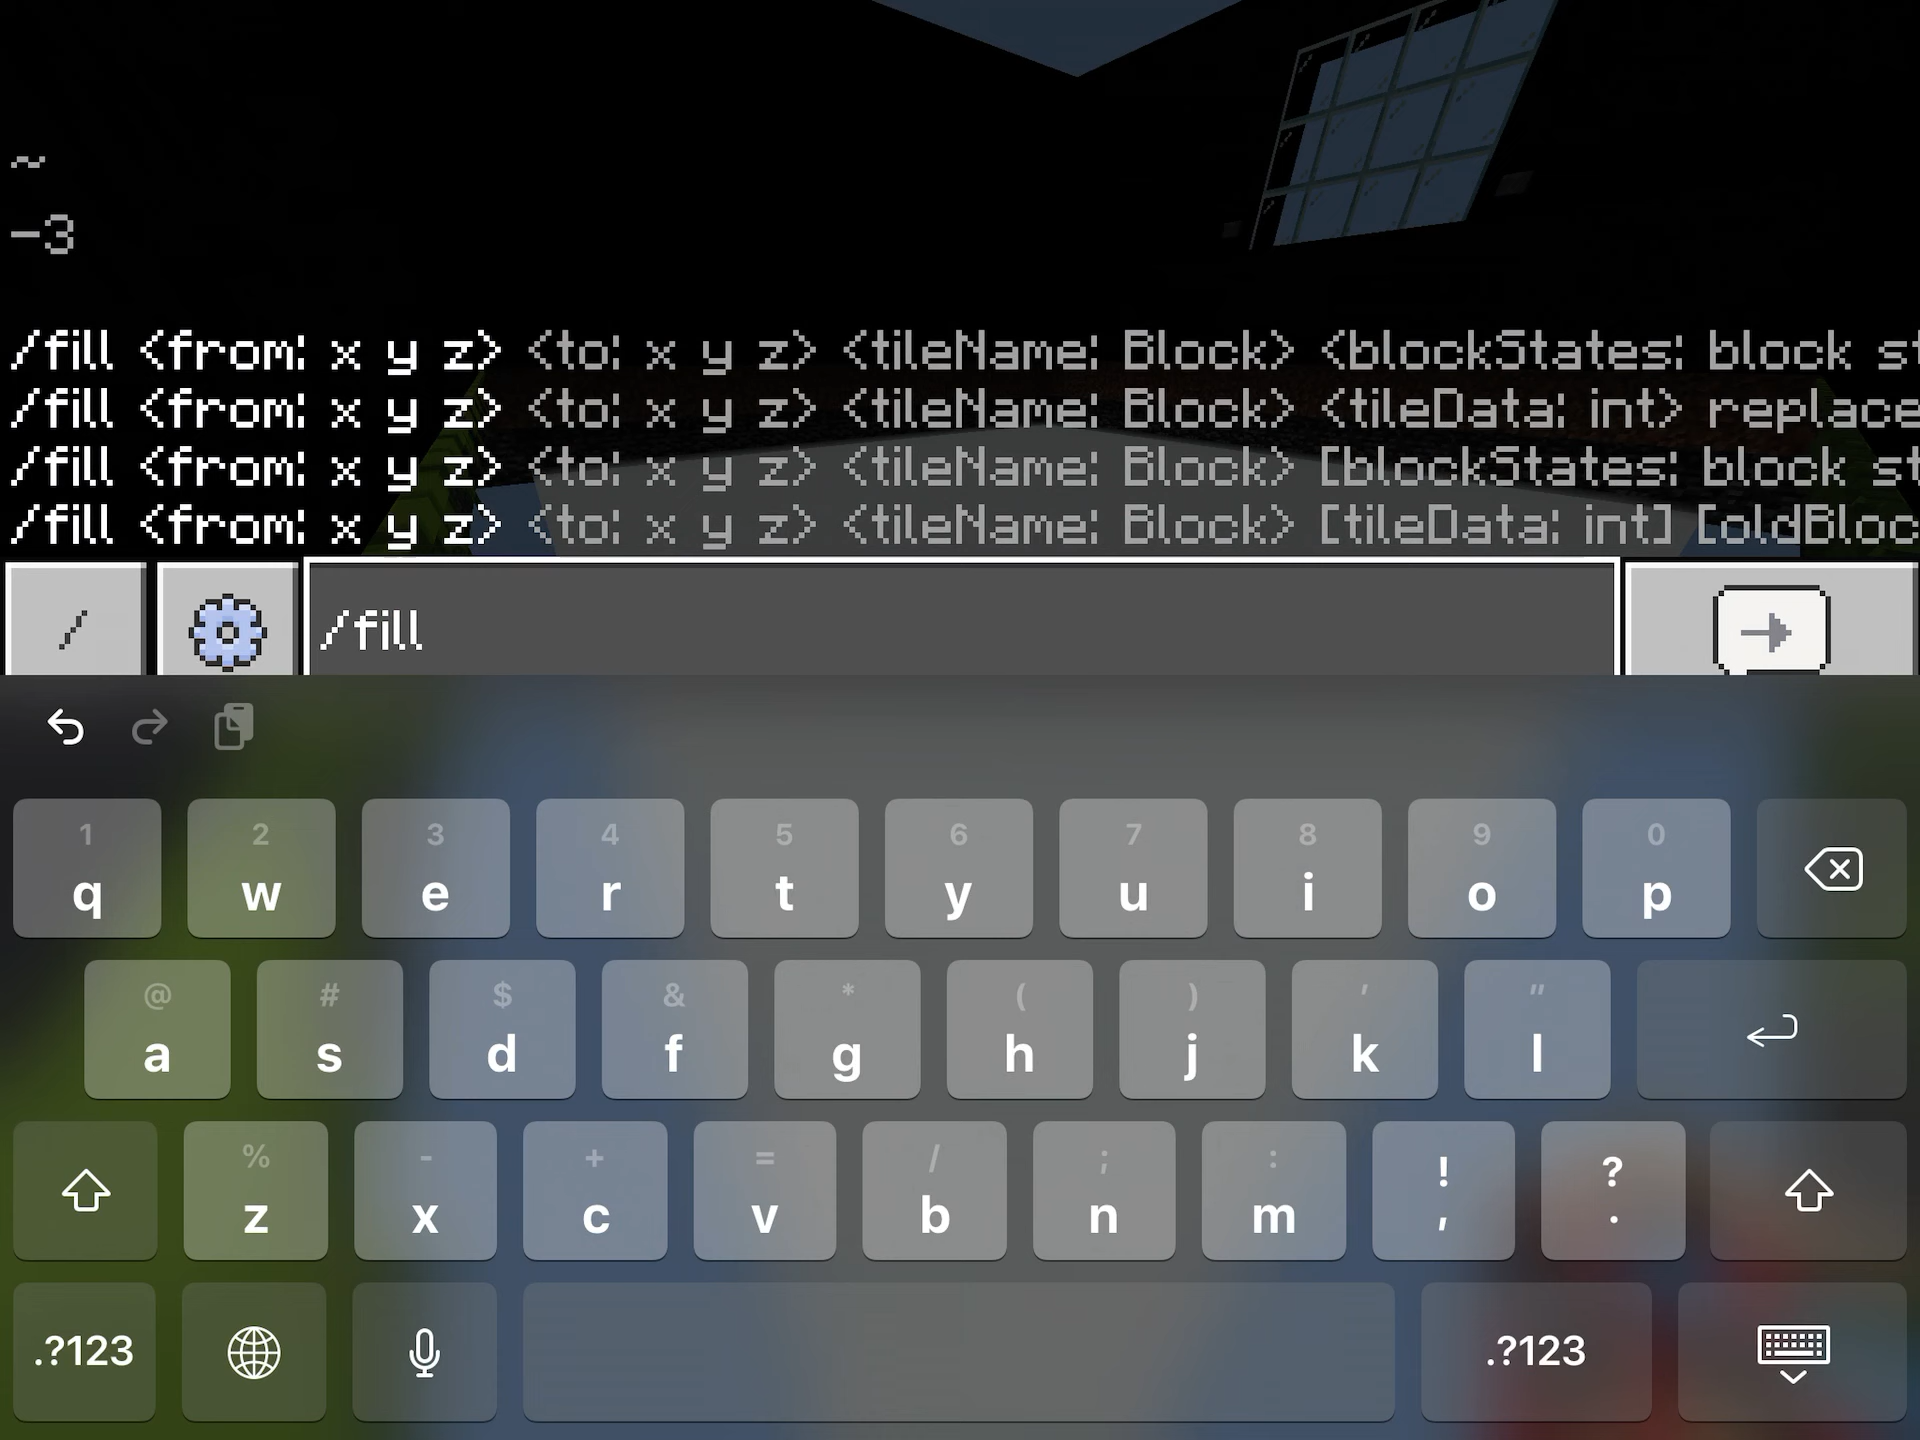 ~
-3
/fill <from: x y z> <to: x y z> <tileName: Block> <blockStates: block st
/fill <from: x y z> <to: x y z> <tileName: Block> <tileData: int> replace
/fill <from: x y z> <to: x y z> <tileName: Block> [blockStates: block st
/fill <from: x y z> <to: x y z> <tileName: Block> [tileData: int] [oldBloc
/ /fill
1 2 3 4 5 6 7 8 9 0
q w e r t y u i o p
@ # $ & * ( ) ' "
a s d f g h j k l
% - + = / ; : ! ?
z x c v b n m , .
.?123 .?123